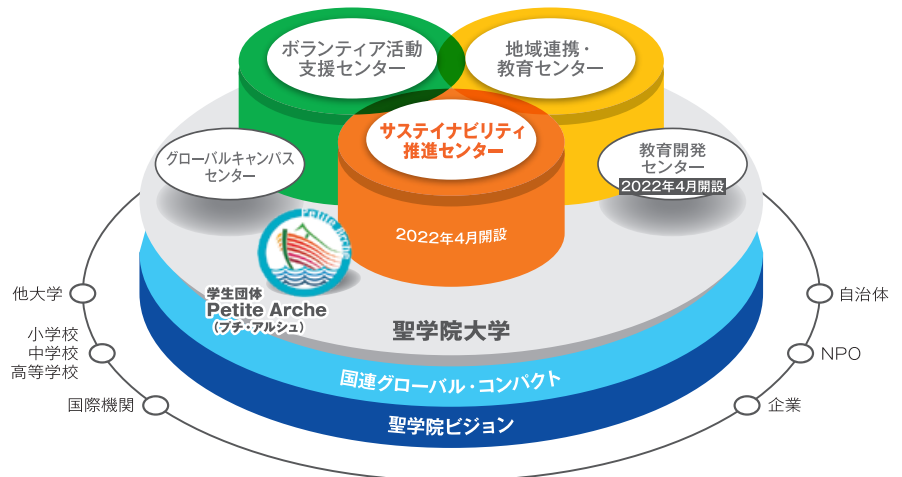 ボランティア活動
支援センター
地域連携・
教育センター
サステイナビリティ
推進センター
グローバルキャンパス
センター
教育開発
センター
2022年4月開設
2022年4月開設
Petite Arche
学生団体
Petite Arche
(プチ・アルシュ)
聖学院大学
国連グローバル・コンパクト
聖学院ビジョン
他大学
小学校
中学校
高等学校
国際機関
自治体
NPO
企業